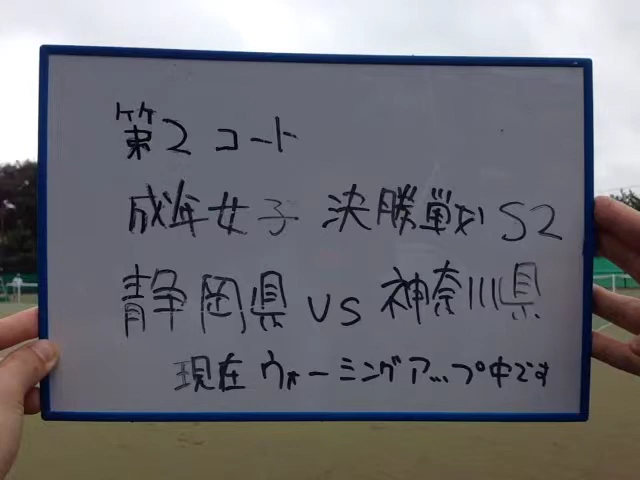 第2コート
成年女子 決勝戦 S2
静岡県 vs 神奈川県
現在 ウォーミングアップ中です